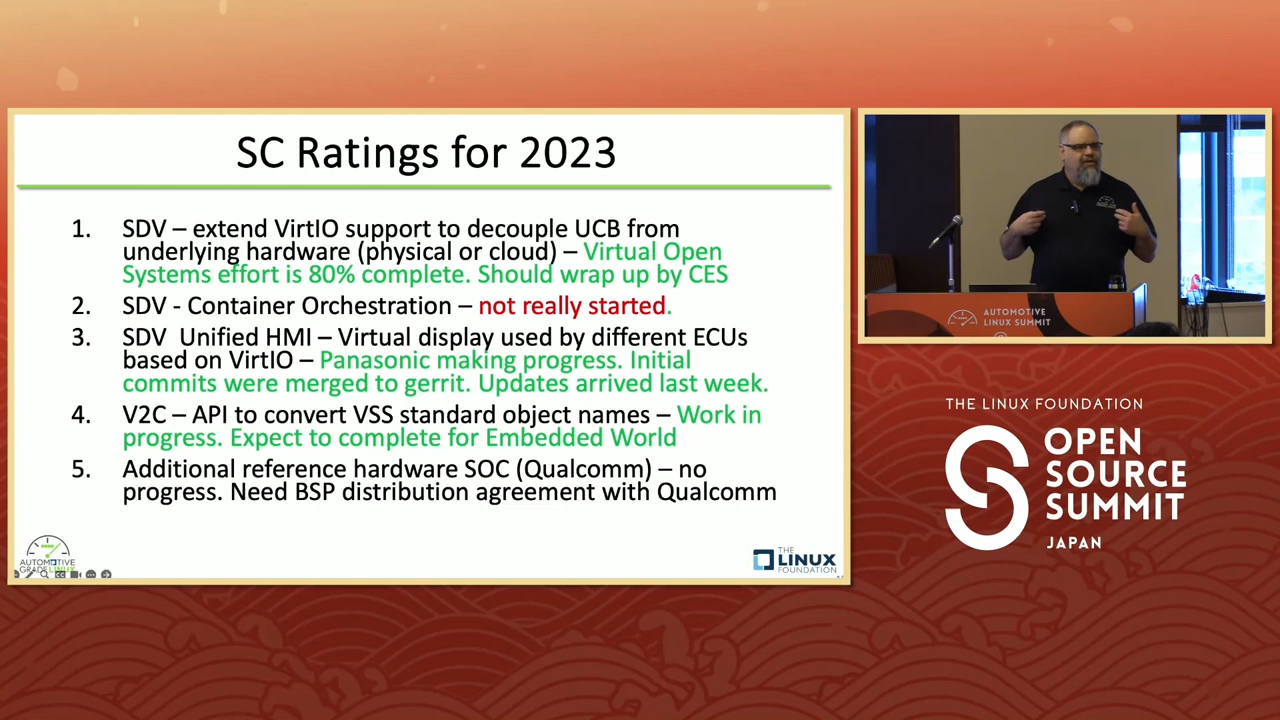 SC Ratings for 2023
1. SDV – extend VirtIO support to decouple UCB from
underlying hardware (physical or cloud) – Virtual Open
Systems effort is 80% complete. Should wrap up by CES
2. SDV - Container Orchestration – not really started.
3. SDV  Unified HMI – Virtual display used by different ECUs
based on VirtIO – Panasonic making progress. Initial
commits were merged to gerrit. Updates arrived last week.
4. V2C – API to convert VSS standard object names – Work in
progress. Expect to complete for Embedded World
5. Additional reference hardware SOC (Qualcomm) – no
progress. Need BSP distribution agreement with Qualcomm
AUTOMOTIVE
GRADE LINUX
THE
LINUX
FOUNDATION
AUTOMOTIVE
LINUX SUMMIT
THE LINUX FOUNDATION
OPEN
SOURCE
SUMMIT
JAPAN